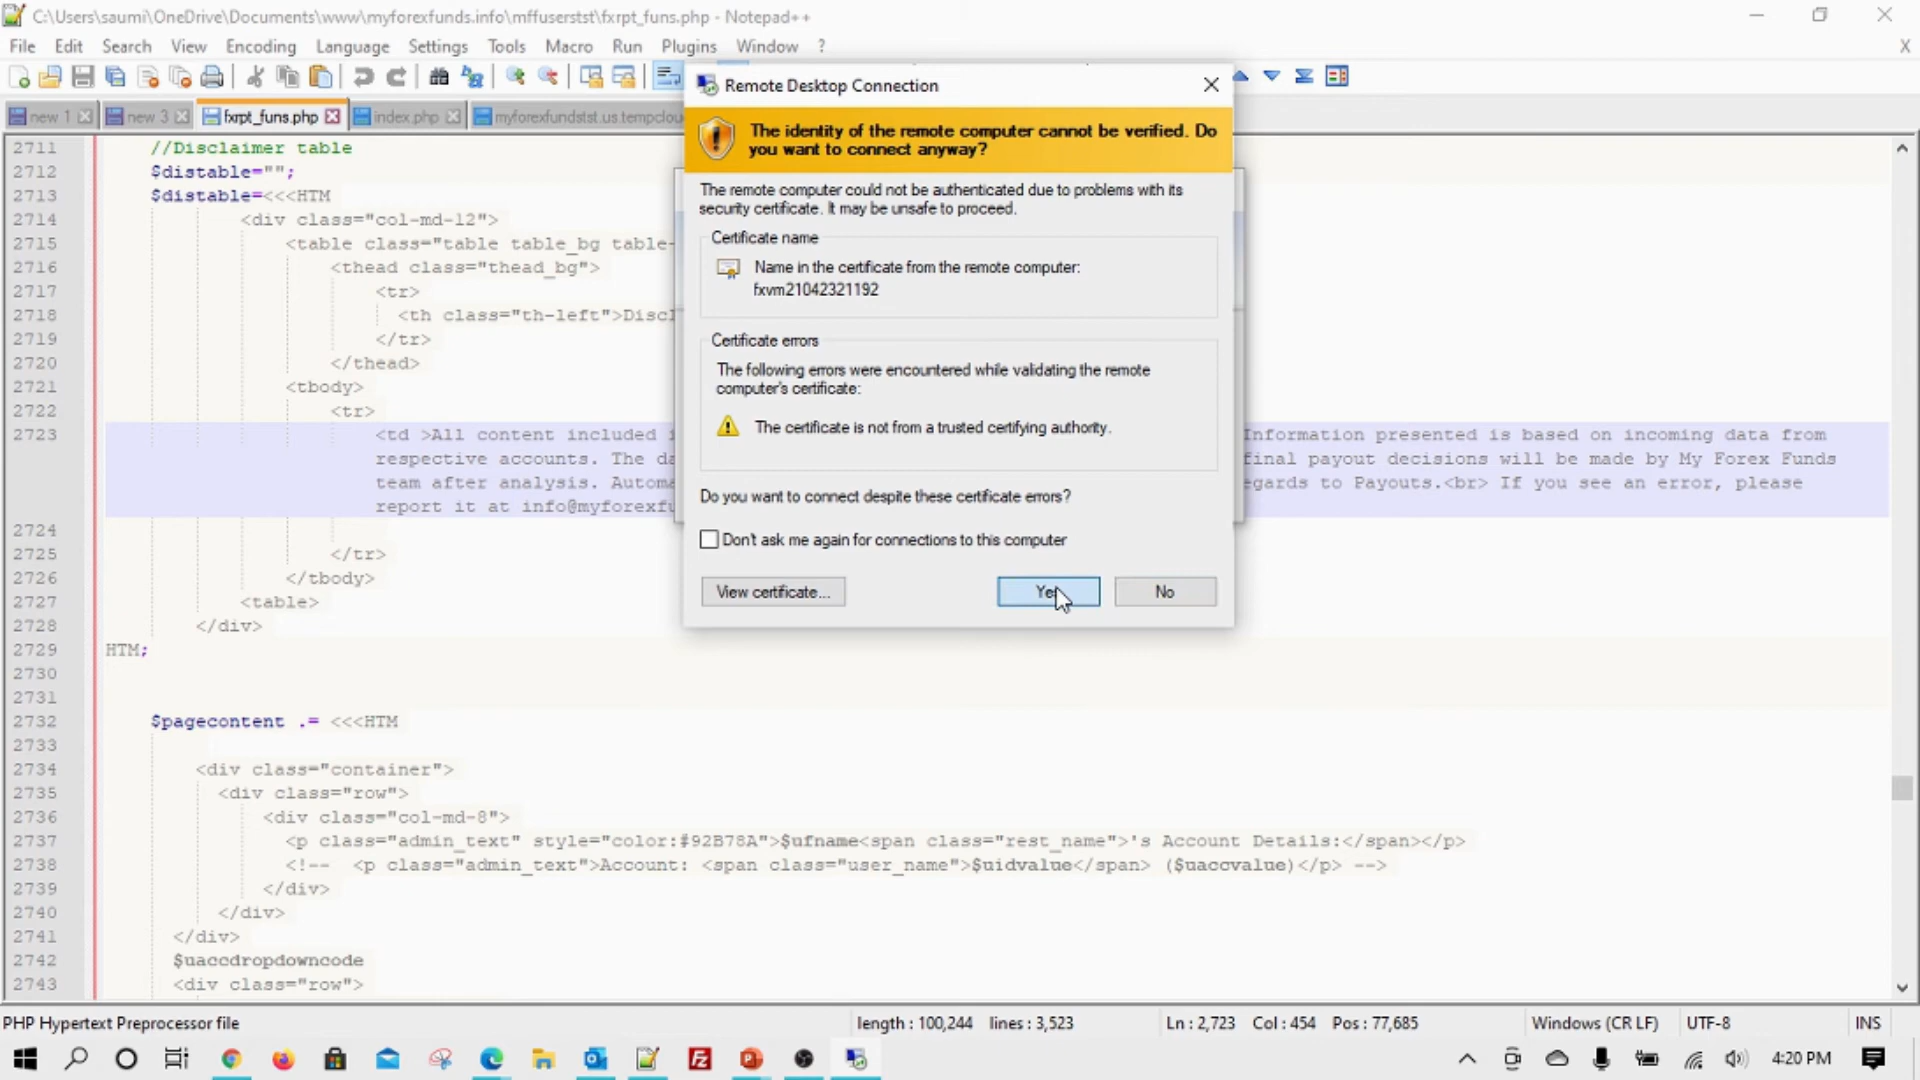 C:\Users\saumi\OneDrive\Documents\www\myforexfunds.info\mffuserstst\fxrpt_funs.php - Notepad++
File Edit Search View Encoding Language Settings Tools Macro Run Plugins Window ? X
new 1 new 3 fxrpt_funs.php index.php myforexfundstst.us.tempclou
Remote Desktop Connection
The identity of the remote computer cannot be verified. Do
you want to connect anyway?
The remote computer could not be authenticated due to problems with its
security certificate. It may be unsafe to proceed.
Certificate name
Name in the certificate from the remote computer:
fxvm21042321192
Certificate errors
The following errors were encountered while validating the remote
computer's certificate:
The certificate is not from a trusted certifying authority.
Do you want to connect despite these certificate errors?
Don't ask me again for connections to this computer
View certificate... Yes No
2711 //Disclaimer table
2712 $distable="";
2713 $distable=<<<HTM
2714 <div class="col-md-12">
2715 <table class="table table_bg table-
2716 <thead class="thead_bg">
2717 <tr>
2718 <th class="th-left">Discl
2719 </tr>
2720 </thead>
2721 <tbody>
2722 <tr>
2723 <td >All content included i Information presented is based on incoming data from
respective accounts. The da final payout decisions will be made by My Forex Funds
team after analysis. Automa egards to Payouts.<br> If you see an error, please
report it at info@myforexfu
2724
2725 </tr>
2726 </tbody>
2727 <table>
2728 </div>
2729 HTM;
2730
2731
2732 $pagecontent .= <<<HTM
2733
2734 <div class="container">
2735 <div class="row">
2736 <div class="col-md-8">
2737 <p class="admin_text" style="color:#92B78A">$ufname<span class="rest_name">'s Account Details:</span></p>
2738 <!-- <p class="admin_text">Account: <span class="user_name">$uidvalue</span> ($uaccvalue)</p> -->
2739 </div>
2740 </div>
2741 </div>
2742 $uaccdropdowncode
2743 <div class="row">
PHP Hypertext Preprocessor file length : 100,244 lines : 3,523 Ln : 2,723 Col : 454 Pos : 77,685 Windows (CR LF) UTF-8 INS
4:20 PM